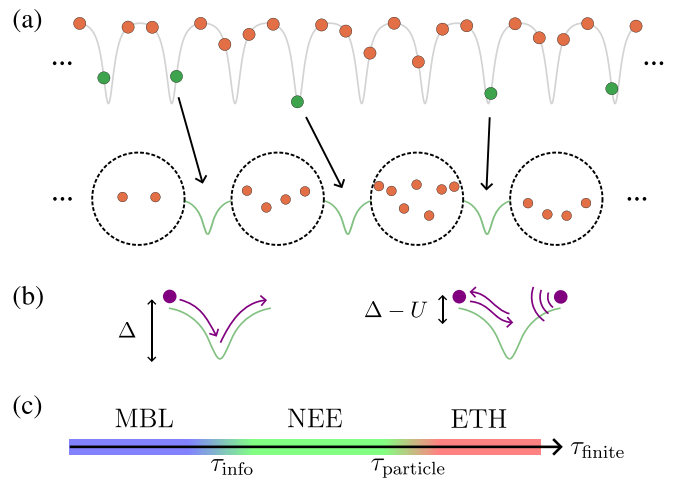 (a)
... ...
... ...
(b)
Δ
Δ − U
(c)
MBL NEE ETH
τ_finite
τ_info τ_particle